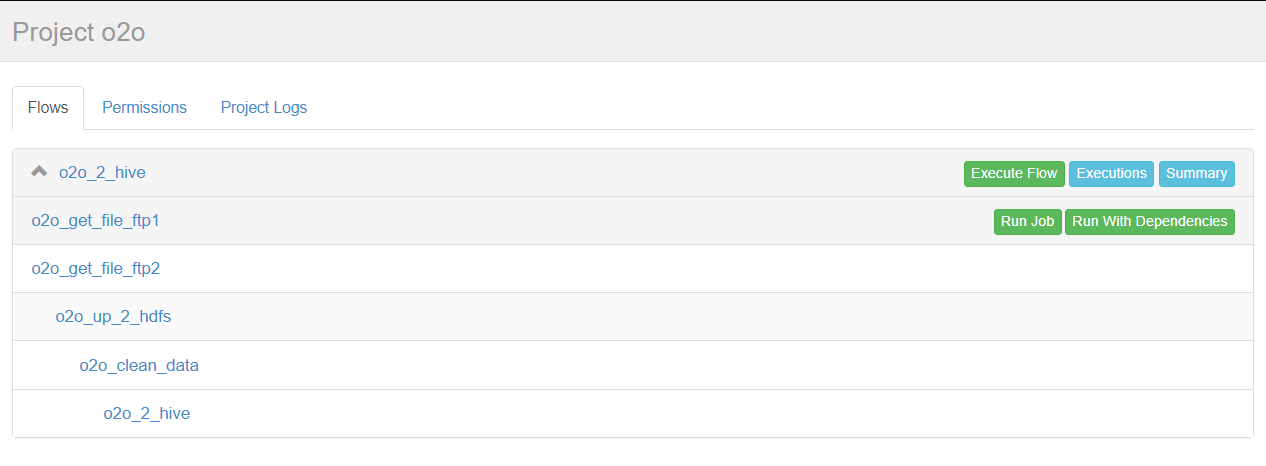 Project o2o
Flows Permissions Project Logs
o2o_2_hive Execute Flow Executions Summary
o2o_get_file_ftp1 Run Job Run With Dependencies
o2o_get_file_ftp2
o2o_up_2_hdfs
o2o_clean_data
o2o_2_hive